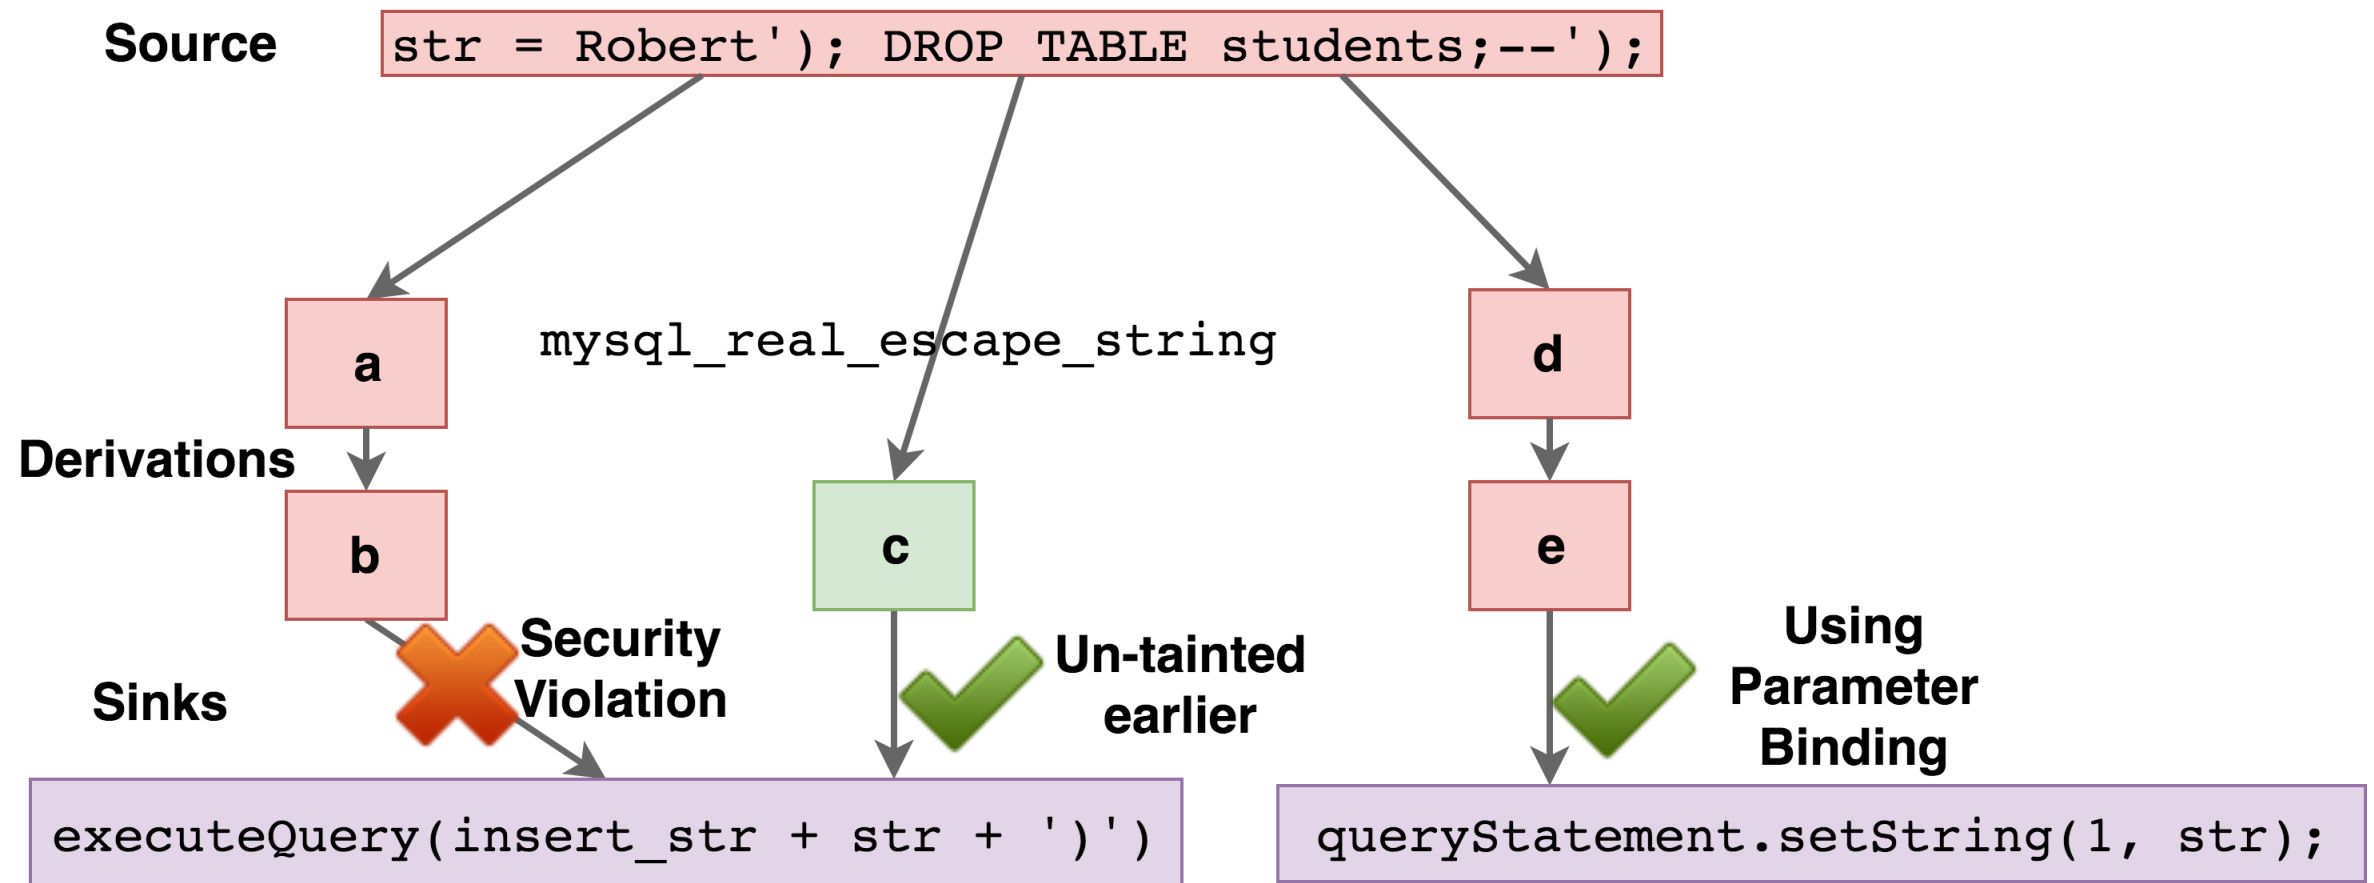 Source
str = Robert'); DROP TABLE students;--');
a
mysql_real_escape_string
d
Derivations
b
c
e
Security
Violation
Un-tainted
earlier
Using
Parameter
Binding
Sinks
executeQuery(insert_str + str + ')')
queryStatement.setString(1, str);